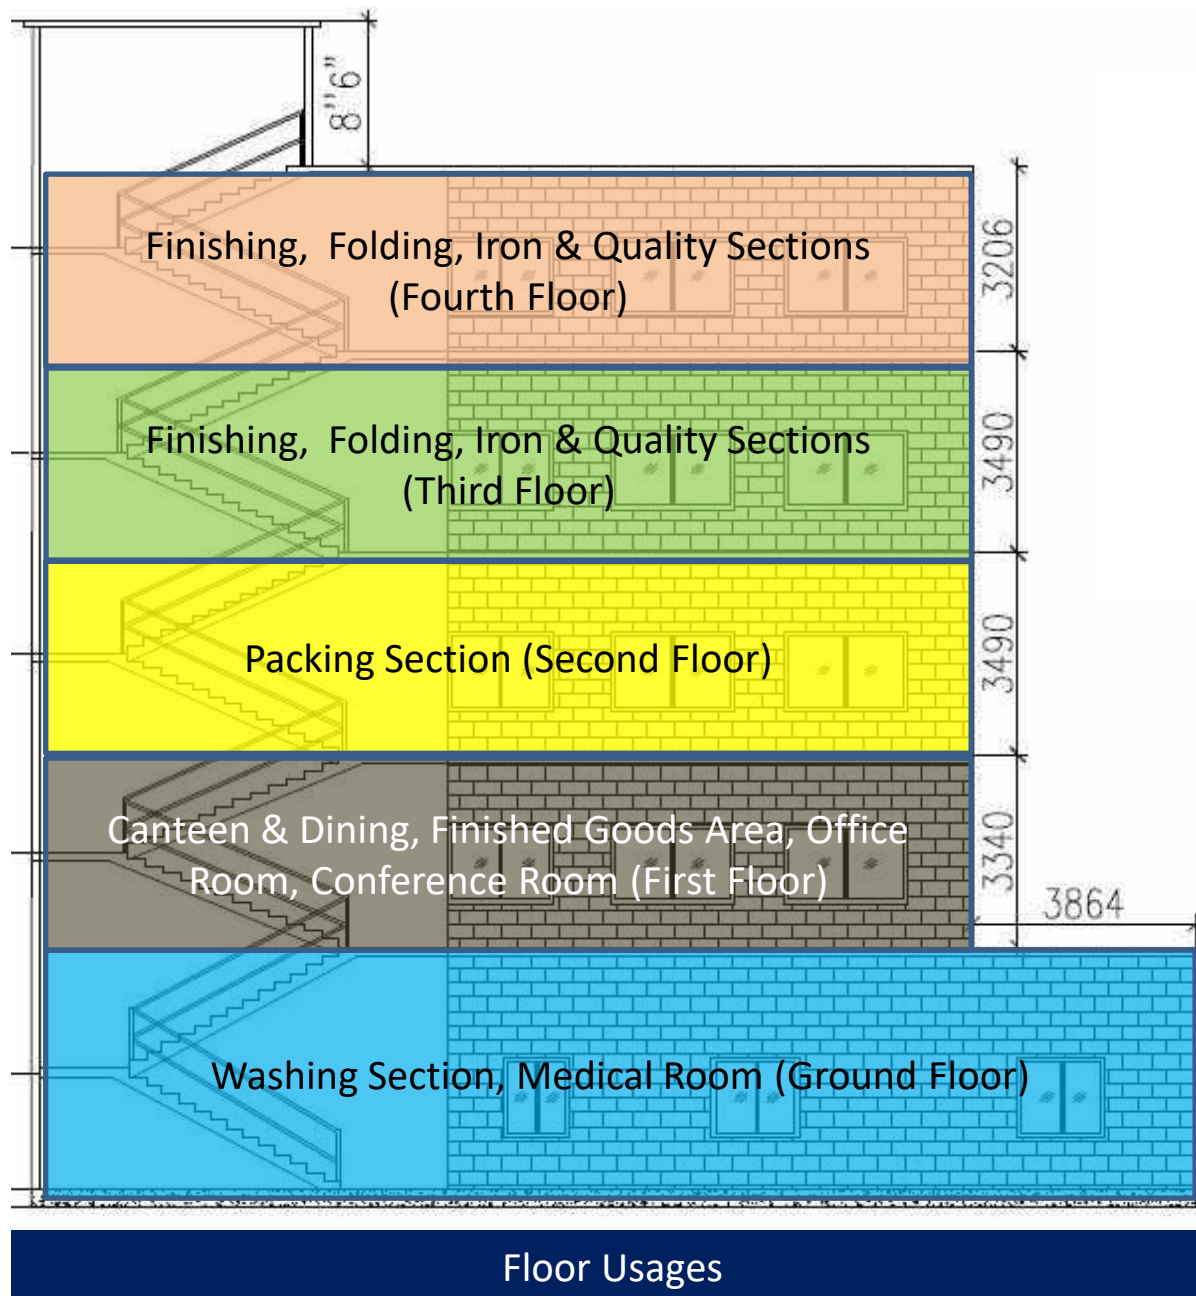 8''6"
Finishing, Folding, Iron & Quality Sections
(Fourth Floor)
3206
Finishing, Folding, Iron & Quality Sections
(Third Floor)
3490
Packing Section (Second Floor)
3490
Canteen & Dining, Finished Goods Area, Office
Room, Conference Room (First Floor)
3340
3864
Washing Section, Medical Room (Ground Floor)
Floor Usages